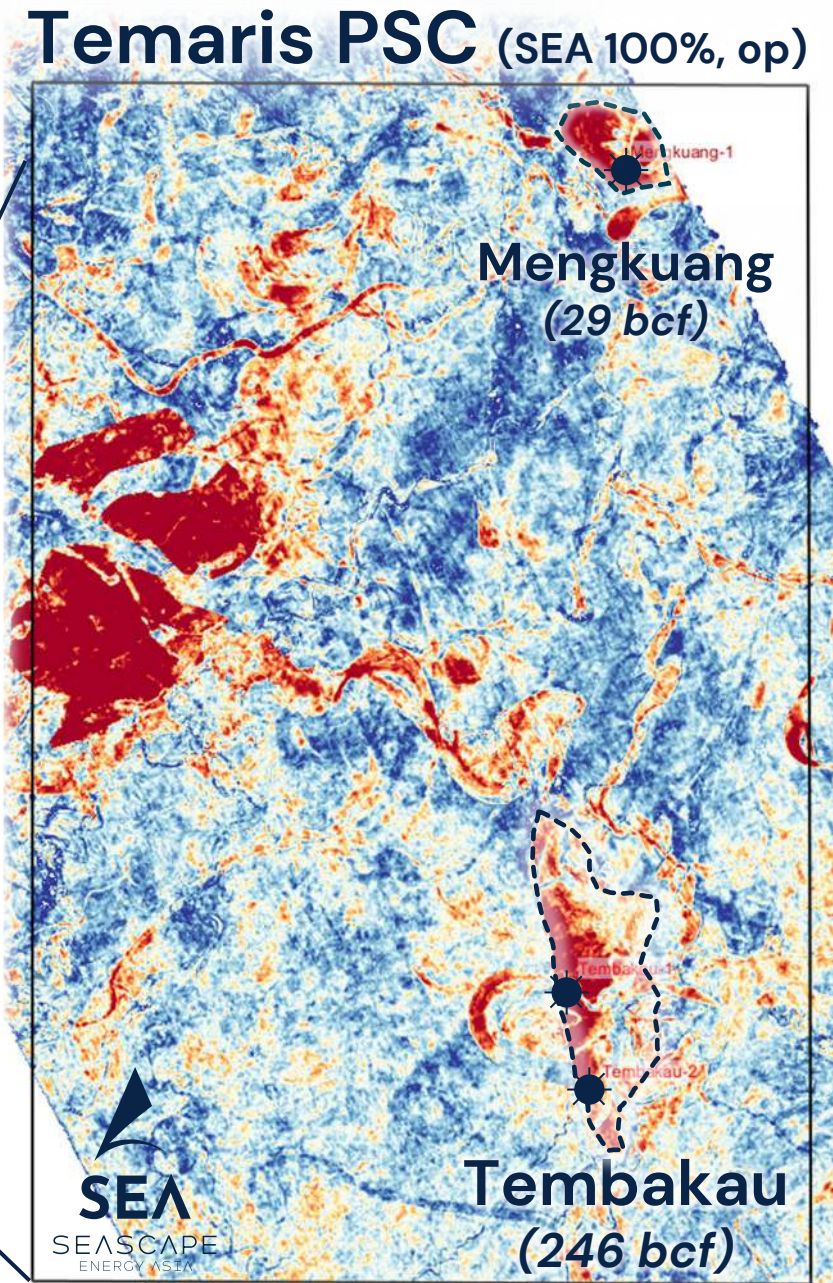 Temaris PSC (SEA 100%, op)
Mengkuang-1
Mengkuang
(29 bcf)
Tembakau-1
Tembakau-2
Tembakau
(246 bcf)
SEA
SEASCAPE
ENERGY ASIA